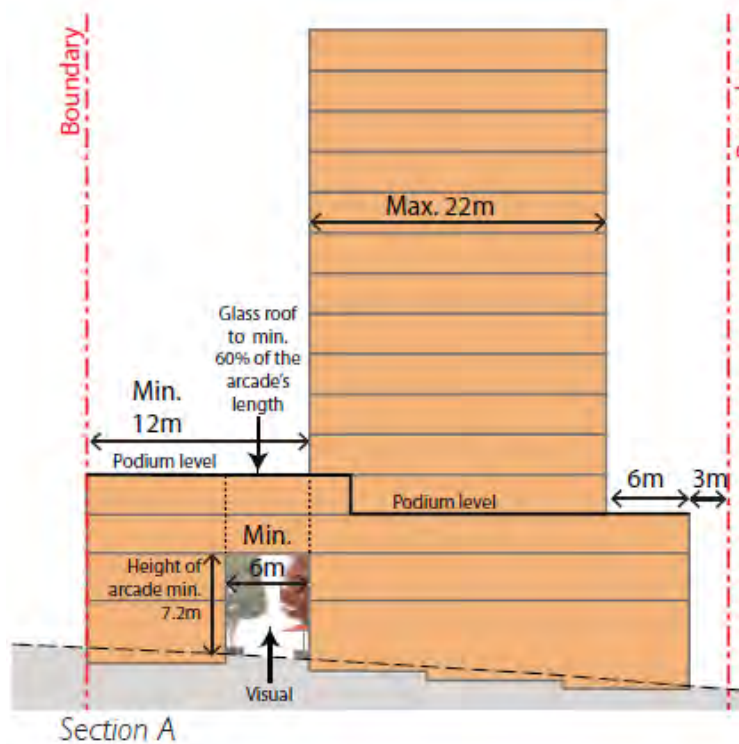 Boundary
Max. 22m
Glass roof
to min.
60% of the
arcade's
length
Min.
12m
Podium level
6m
3m
Podium level
Min.
6m
Height of
arcade min.
7.2m
Visual
Section A